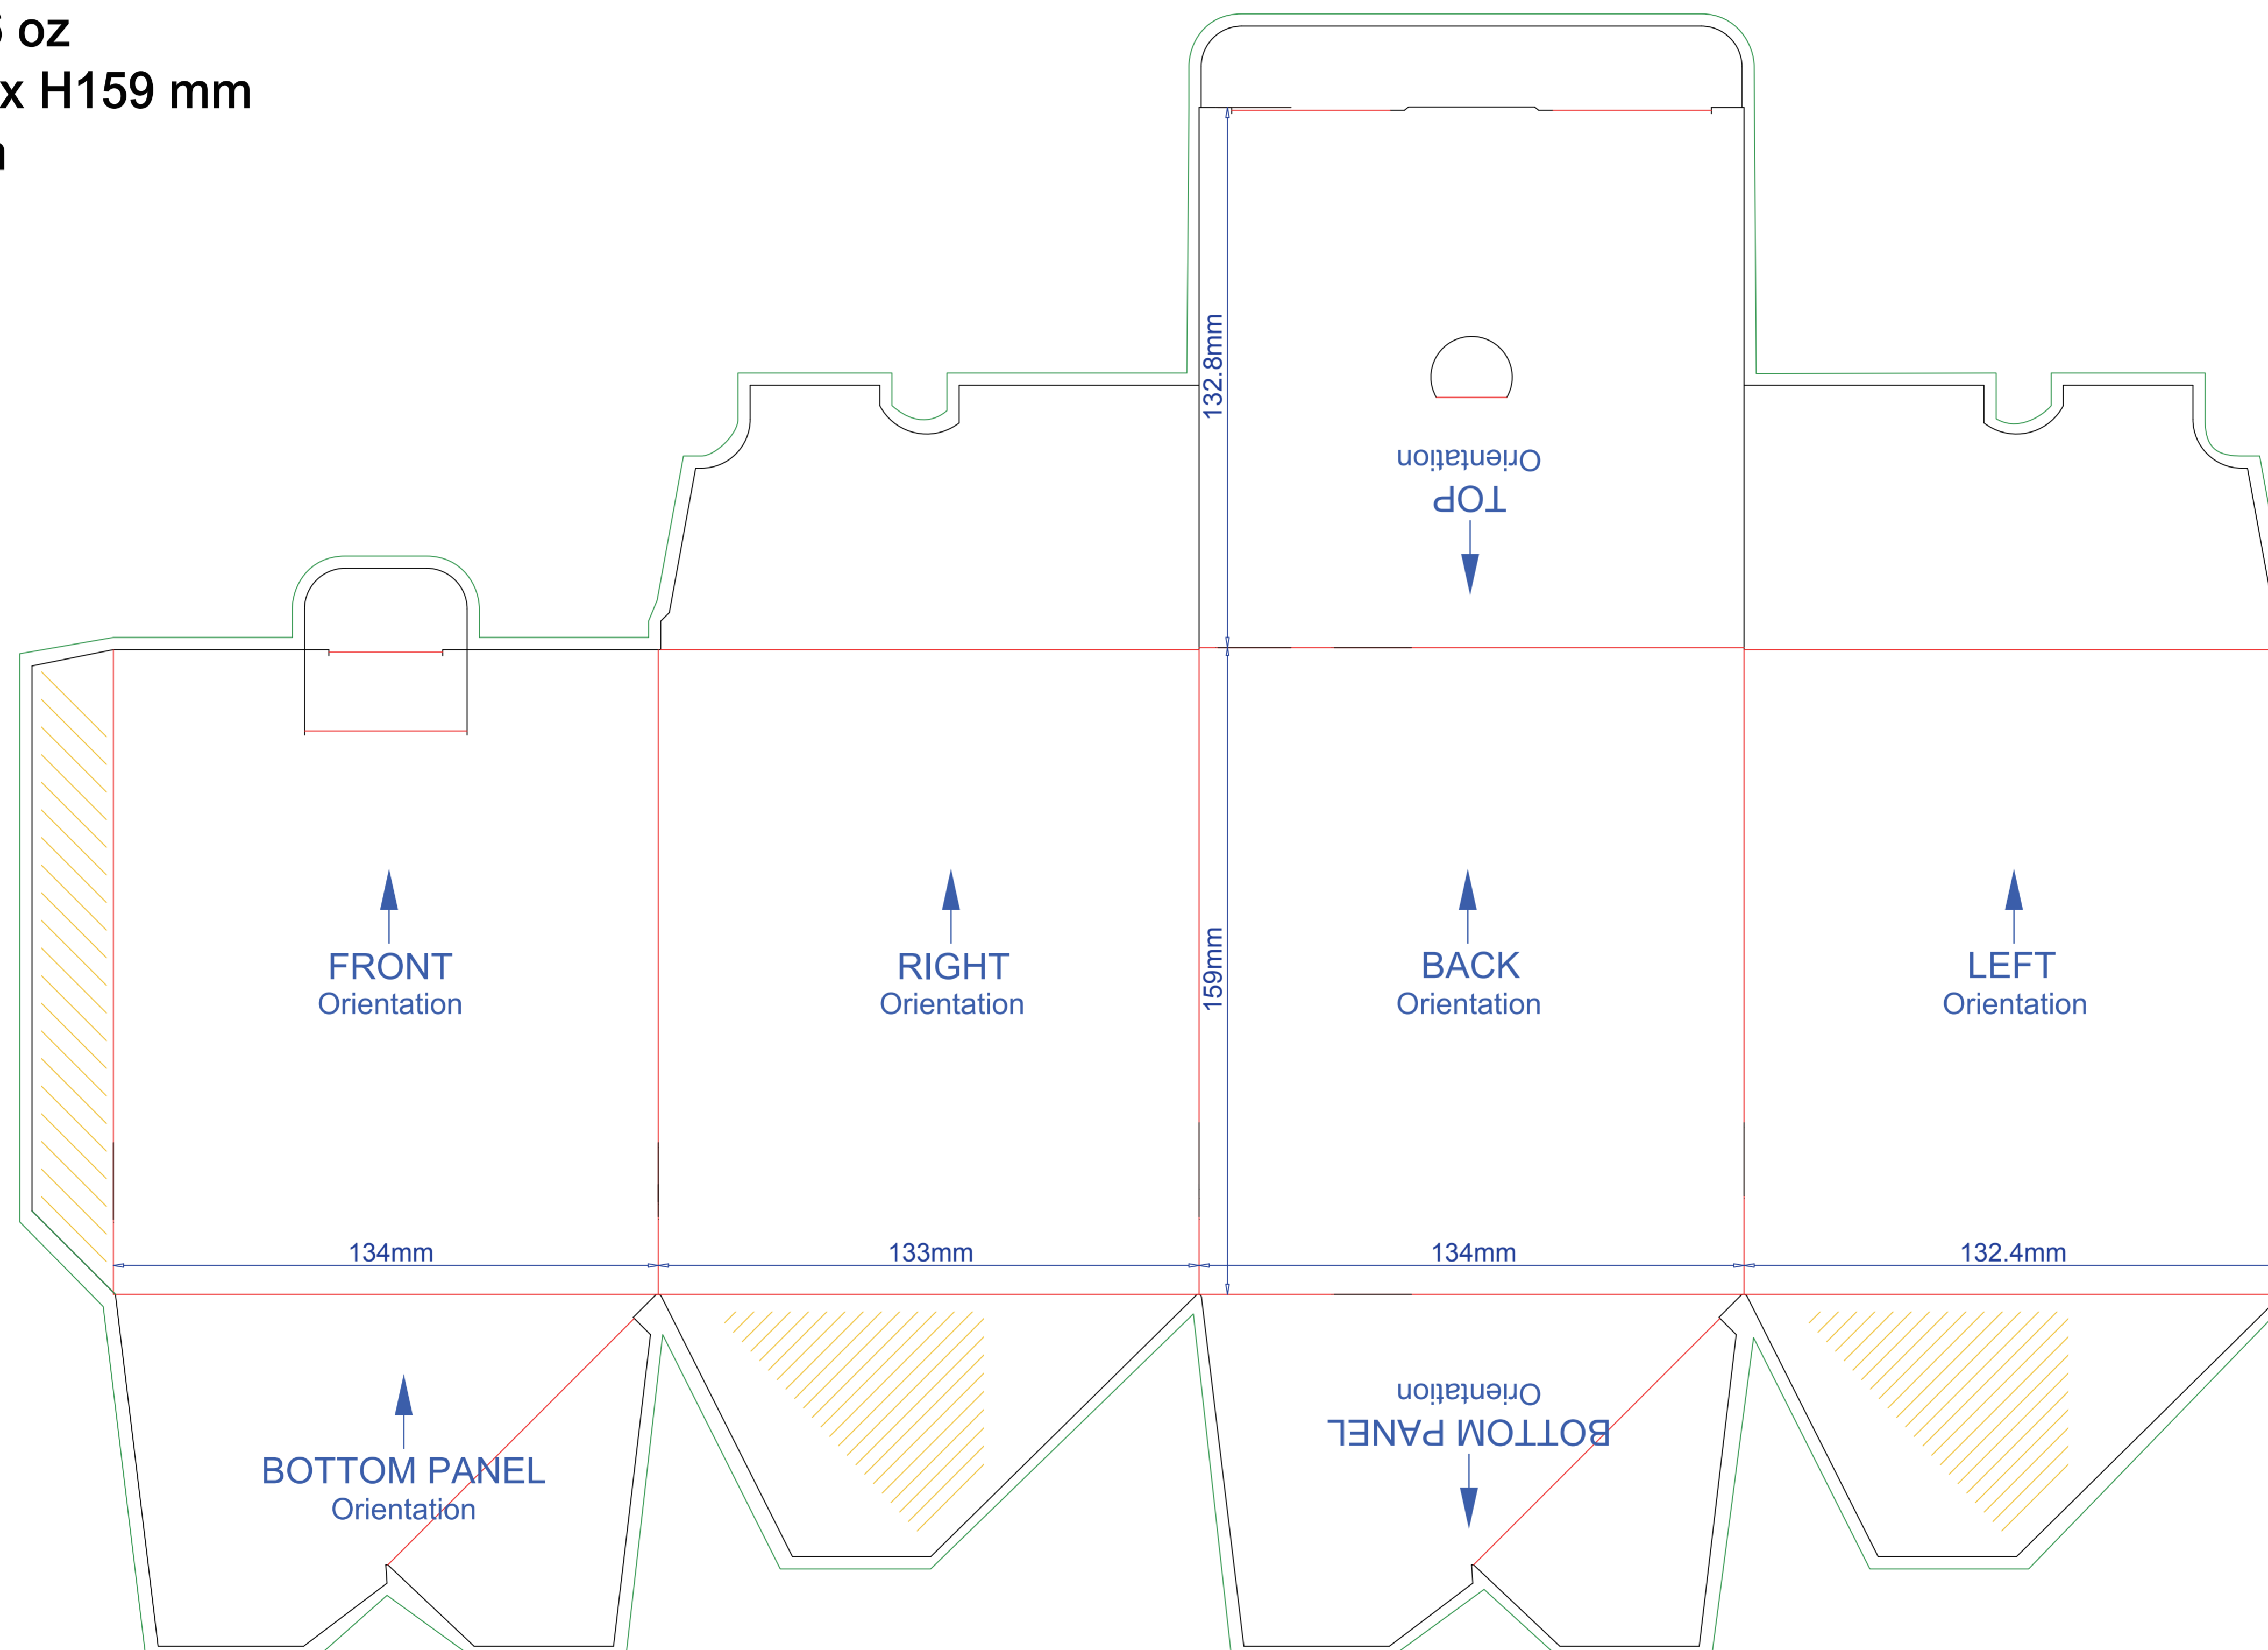 oz
x H159 mm
132.8mm
Orientation
TOP
159mm
FRONT
Orientation
RIGHT
Orientation
BACK
Orientation
LEFT
Orientation
134mm
133mm
134mm
132.4mm
BOTTOM PANEL
Orientation
Orientation
BOTTOM PANEL